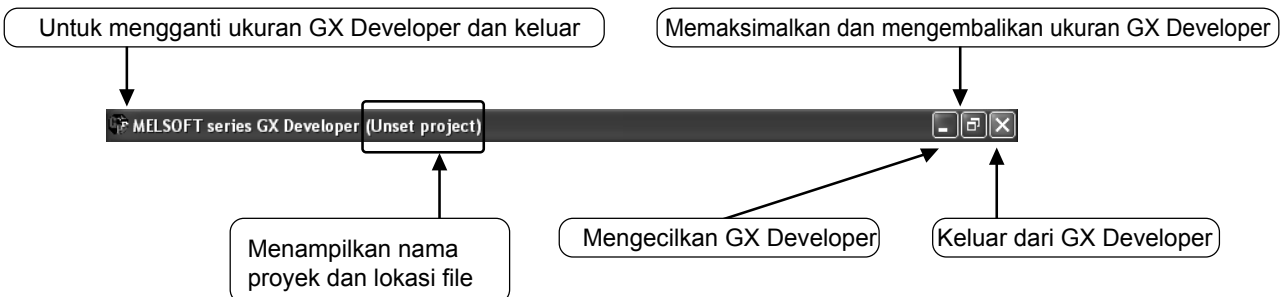 Untuk mengganti ukuran GX Developer dan keluar
Memaksimalkan dan mengembalikan ukuran GX Developer
MELSOFT series GX Developer (Unset project)
Menampilkan nama
proyek dan lokasi file
Mengecilkan GX Developer
Keluar dari GX Developer